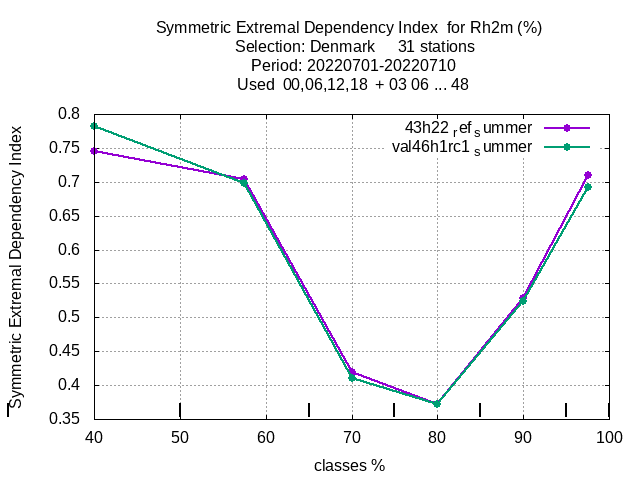 Symmetric Extremal Dependency Index  for Rh2m (%)
Selection: Denmark     31 stations
Period: 20220701-20220710
Used  00,06,12,18  + 03 06 ... 48
43h22 ref summer
val46h1rc1 summer
Symmetric Extremal Dependency Index
0.8
0.75
0.7
0.65
0.6
0.55
0.5
0.45
0.4
0.35
40 50 60 70 80 90 100
classes %